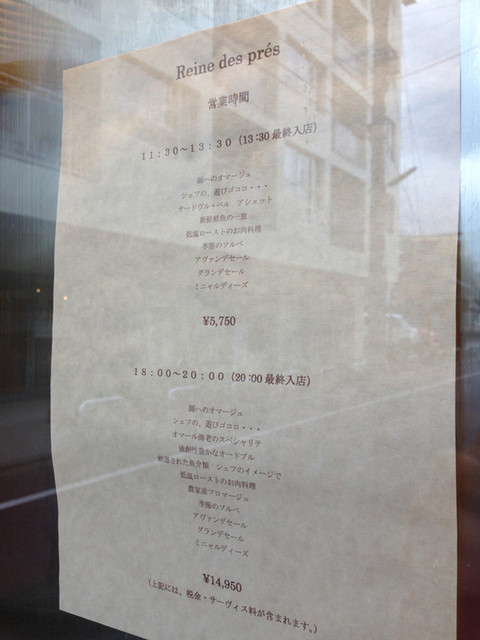 Reine des prés
営業時間
11:30～13:30 (13:30最終入店)
へのオマージュ
シェフの、遊びゴコロ・・・
オードヴル・ベル アシェット
新鮮鮮魚の一皿
低温ローストのお肉料理
季節のソルベ
アヴァンデセール
グランデセール
ミニャルディーズ
¥5,750
18:00～20:00 (20:00最終入店)
へのオマージュ
シェフの、遊びゴコロ・・・
オマール海老のスペシャリテ
独創性豊かなオードブル
厳選された魚介類 シェフのイメージで
低温ローストのお肉料理
農家産フロマージュ
季節のソルベ
アヴァンデセール
グランデセール
ミニャルディーズ
¥14,950
(上記には、税金・サーヴィス料が含まれます。)